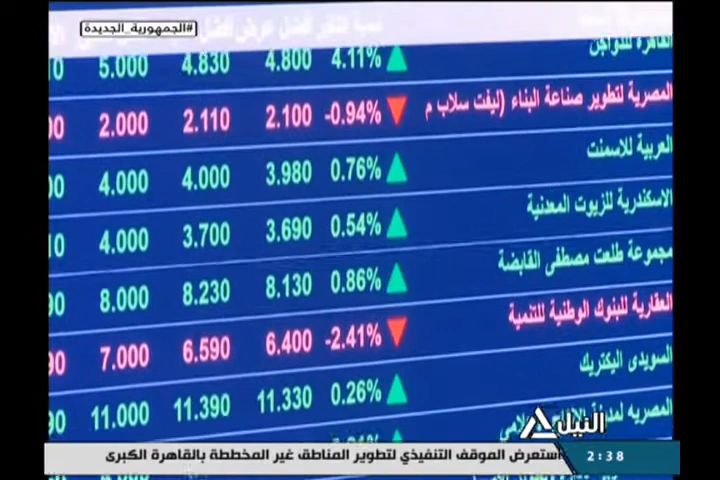 #الجمهورية_الجديدة
القاهرة للدواجن 4.11% 4.800 4.830 5.000
المصرية لتطوير صناعة البناء (ليفت سلاب م -0.94% 2.100 2.110 2.000
العربية للاسمنت 0.76% 3.980 4.000 4.000
الاسكندرية للزيوت المعدنية 0.54% 3.690 3.700 4.000
مجموعة طلعت مصطفى القابضة 0.86% 8.130 8.230 8.000
العقارية للبنوك الوطنية للتنمية -2.41% 6.400 6.590 7.000
السويدى اليكتريك 0.26% 11.330 11.390 11.000
المصريه
النيل
استعرض الموقف التنفيذي لتطوير المناطق غير المخططة بالقاهرة الكبرى
2:38